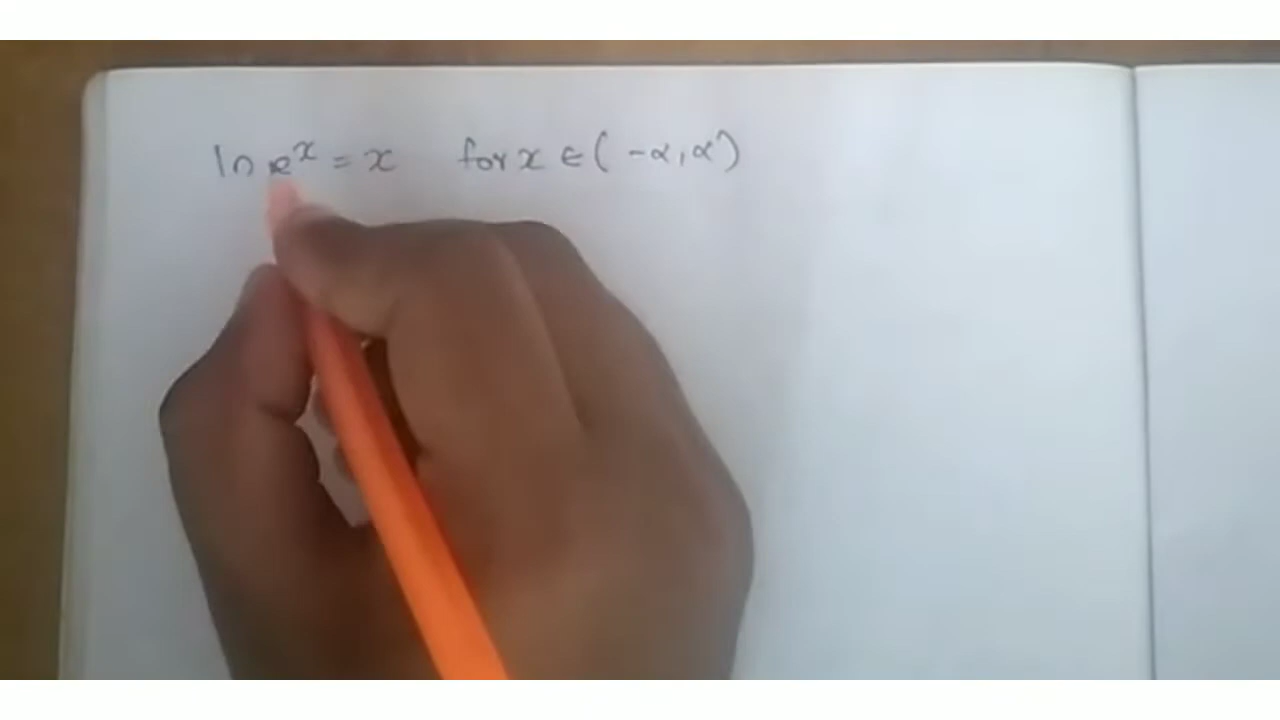 ln e^x = x for x ∈ (-α, α)